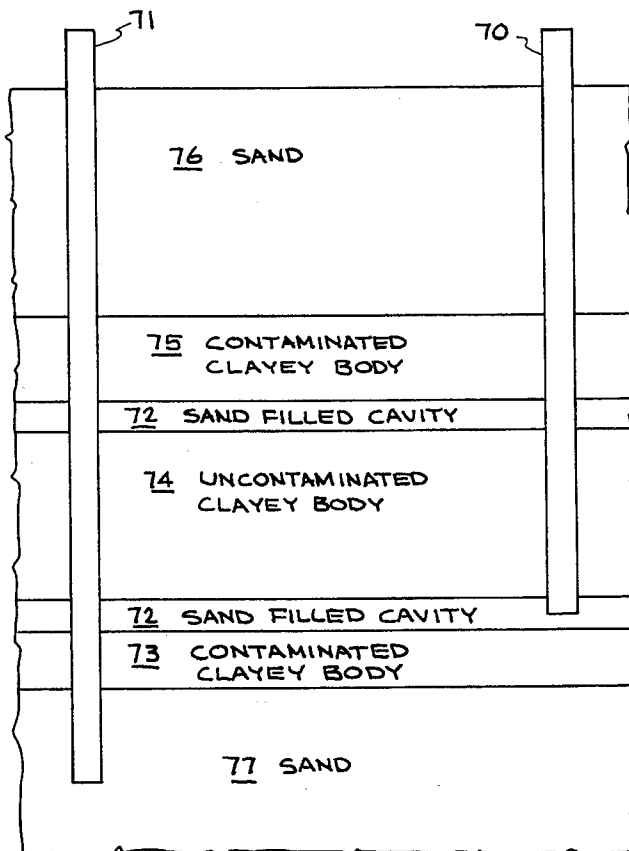 71
70
76 SAND
75 CONTAMINATED
CLAYEY BODY
72 SAND FILLED CAVITY
74 UNCONTAMINATED
CLAYEY BODY
72 SAND FILLED CAVITY
73 CONTAMINATED
CLAYEY BODY
77 SAND